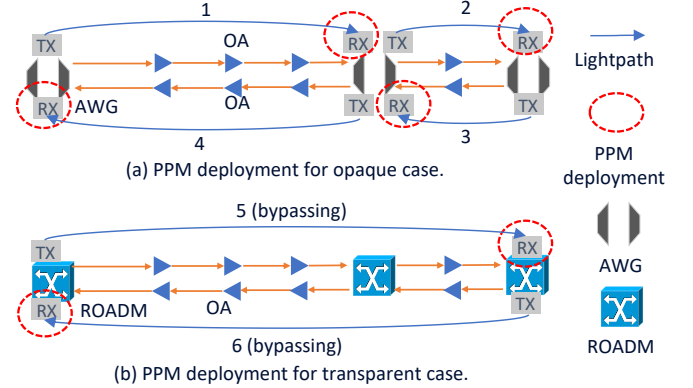 1
2
TX
OA
RX
TX
RX
Lightpath
RX
AWG
OA
TX
RX
TX
4
3
(a) PPM deployment for opaque case.
PPM
deployment
5 (bypassing)
TX
RX
AWG
RX
ROADM
OA
TX
6 (bypassing)
ROADM
(b) PPM deployment for transparent case.